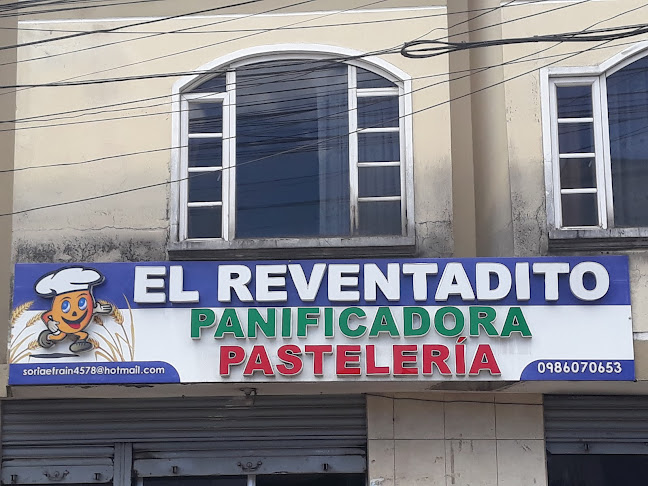 EL REVENTADITO
PANIFICADORA
PASTELERÍA
soriaefrain4578@hotmail.com
0986070653